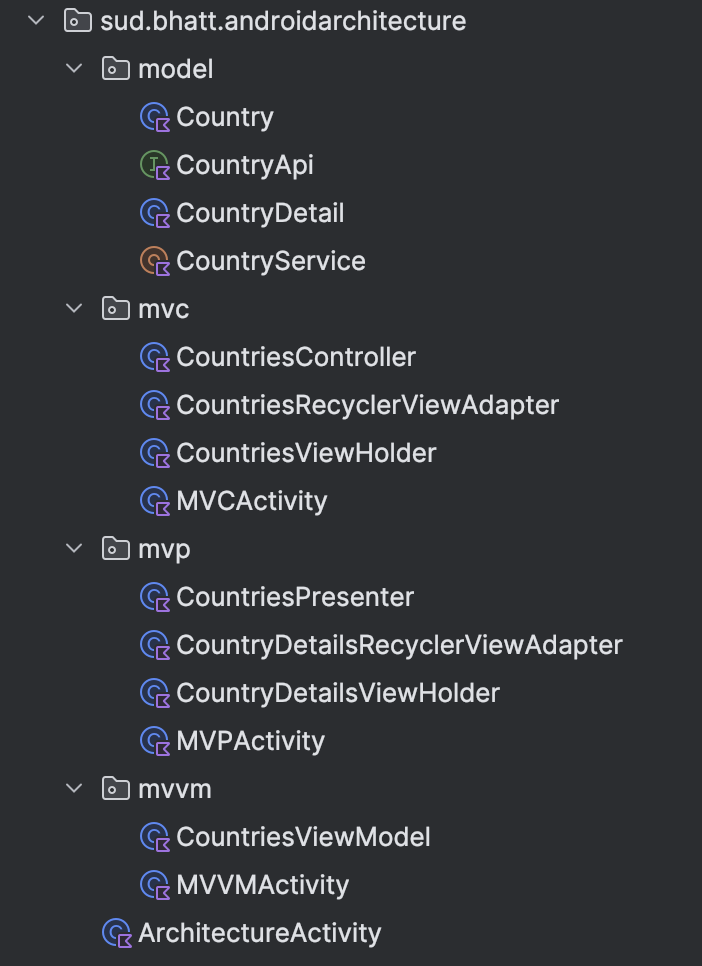 sud.bhatt.androidarchitecture
model
Country
CountryApi
CountryDetail
CountryService
mvc
CountriesController
CountriesRecyclerViewAdapter
CountriesViewHolder
MVCActivity
mvp
CountriesPresenter
CountryDetailsRecyclerViewAdapter
CountryDetailsViewHolder
MVPActivity
mvvm
CountriesViewModel
MVVMActivity
ArchitectureActivity